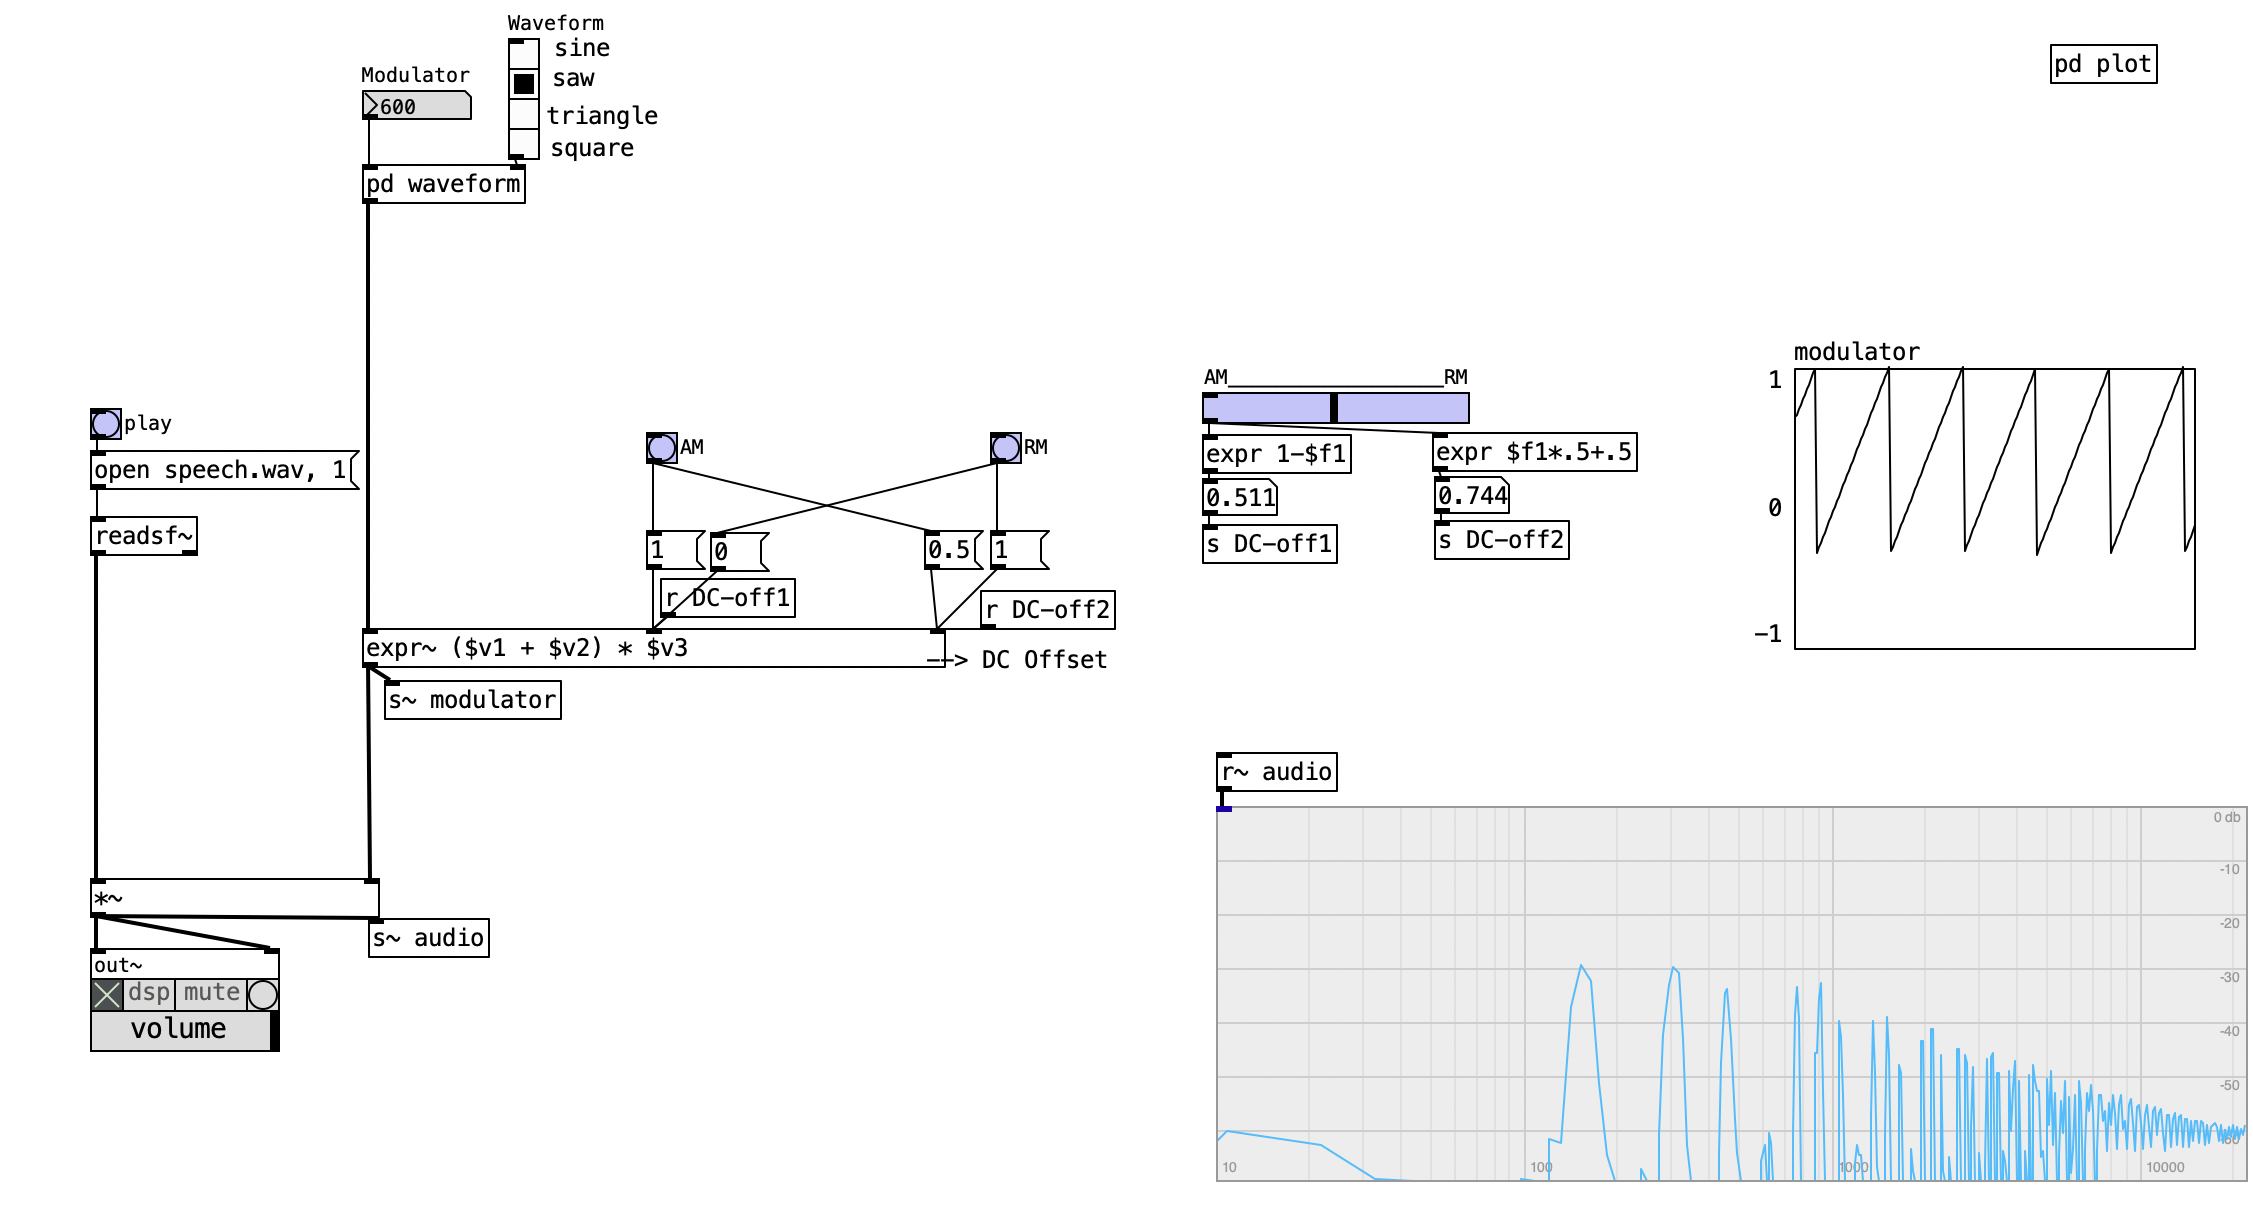 Waveform
sine
saw
triangle
square
Modulator
600
pd waveform
pd plot
play
open speech.wav, 1
readsf~
AM
RM
1
0
0.5
1
r DC-off1
r DC-off2
expr~ ($v1 + $v2) * $v3
--> DC Offset
s~ modulator
AM
RM
expr 1-$f1
expr $f1*.5+.5
0.511
0.744
s DC-off1
s DC-off2
modulator
1
0
-1
*~
s~ audio
out~
dsp
mute
volume
r~ audio
0 db
-10
-20
-30
-40
-50
-60
10
100
1000
10000